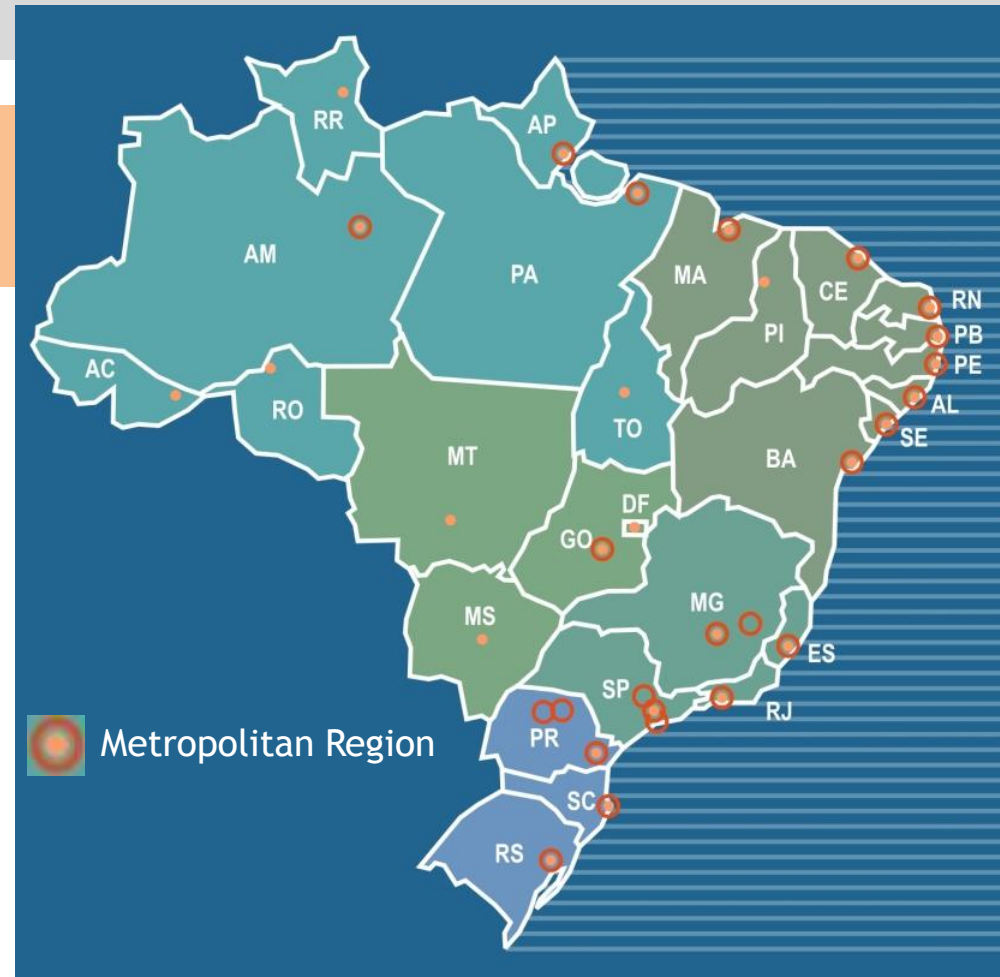 RR
AP
AM
PA
MA
CE
RN
PI
PB
PE
AC
AL
RO
TO
SE
MT
BA
DF
GO
MG
MS
ES
SP
RJ
Metropolitan Region
PR
SC
RS